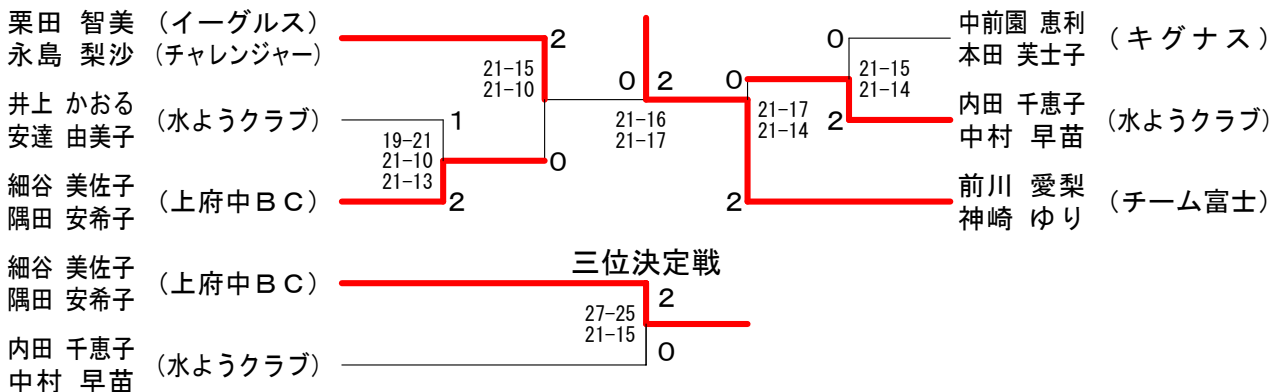 栗田 智美 (イーグルス)
永島 梨沙 (チャレンジャー)
井上 かおる
安達 由美子
(水ようクラブ)
細谷 美佐子
隅田 安希子
(上府中BC)
2
21-15
21-10
1
19-21
21-10
21-13
2
0
0
2
21-16
21-17
0
21-17
21-14
2
0
21-15
21-14
2
中前園 恵利
本田 芙士子
(キグナス)
内田 千恵子
中村 早苗
(水ようクラブ)
前川 愛梨
神崎 ゆり
(チーム富士)
三位決定戦
細谷 美佐子
隅田 安希子
(上府中BC)
内田 千恵子
中村 早苗
(水ようクラブ)
2
27-25
21-15
0